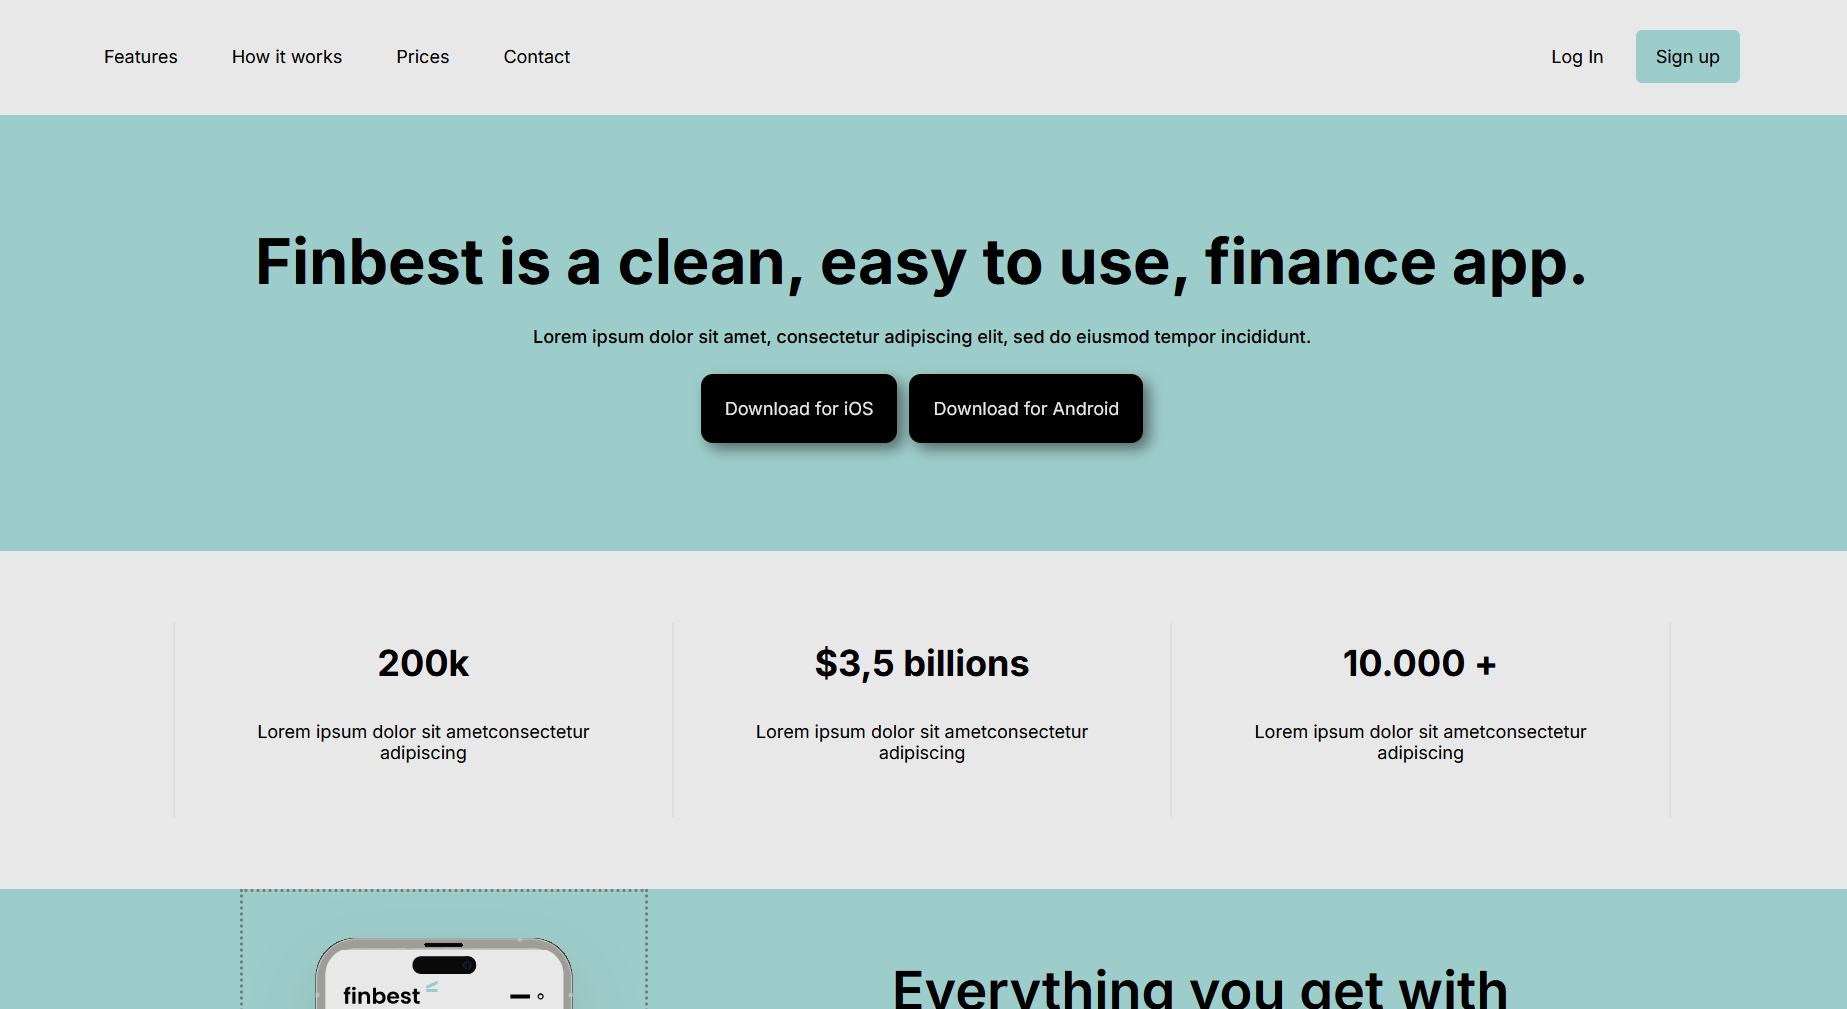 Features How it works Prices Contact Log In Sign up
Finbest is a clean, easy to use, finance app.
Lorem ipsum dolor sit amet, consectetur adipiscing elit, sed do eiusmod tempor incididunt.
Download for iOS Download for Android
200k
Lorem ipsum dolor sit ametconsectetur
adipiscing
$3,5 billions
Lorem ipsum dolor sit ametconsectetur
adipiscing
10.000 +
Lorem ipsum dolor sit ametconsectetur
adipiscing
finbest
Everything you get with